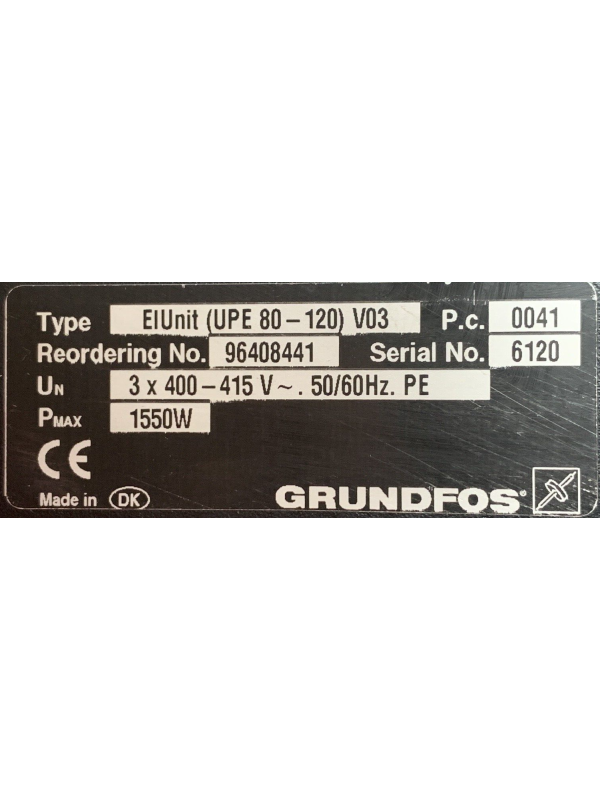 Type ElUnit (UPE 80-120) V03 P.c. 0041
Reordering No. 96408441 Serial No. 6120
UN 3 x 400-415 V ~ . 50/60Hz. PE
PMAX 1550W
CE
Made in DK GRUNDFOS®